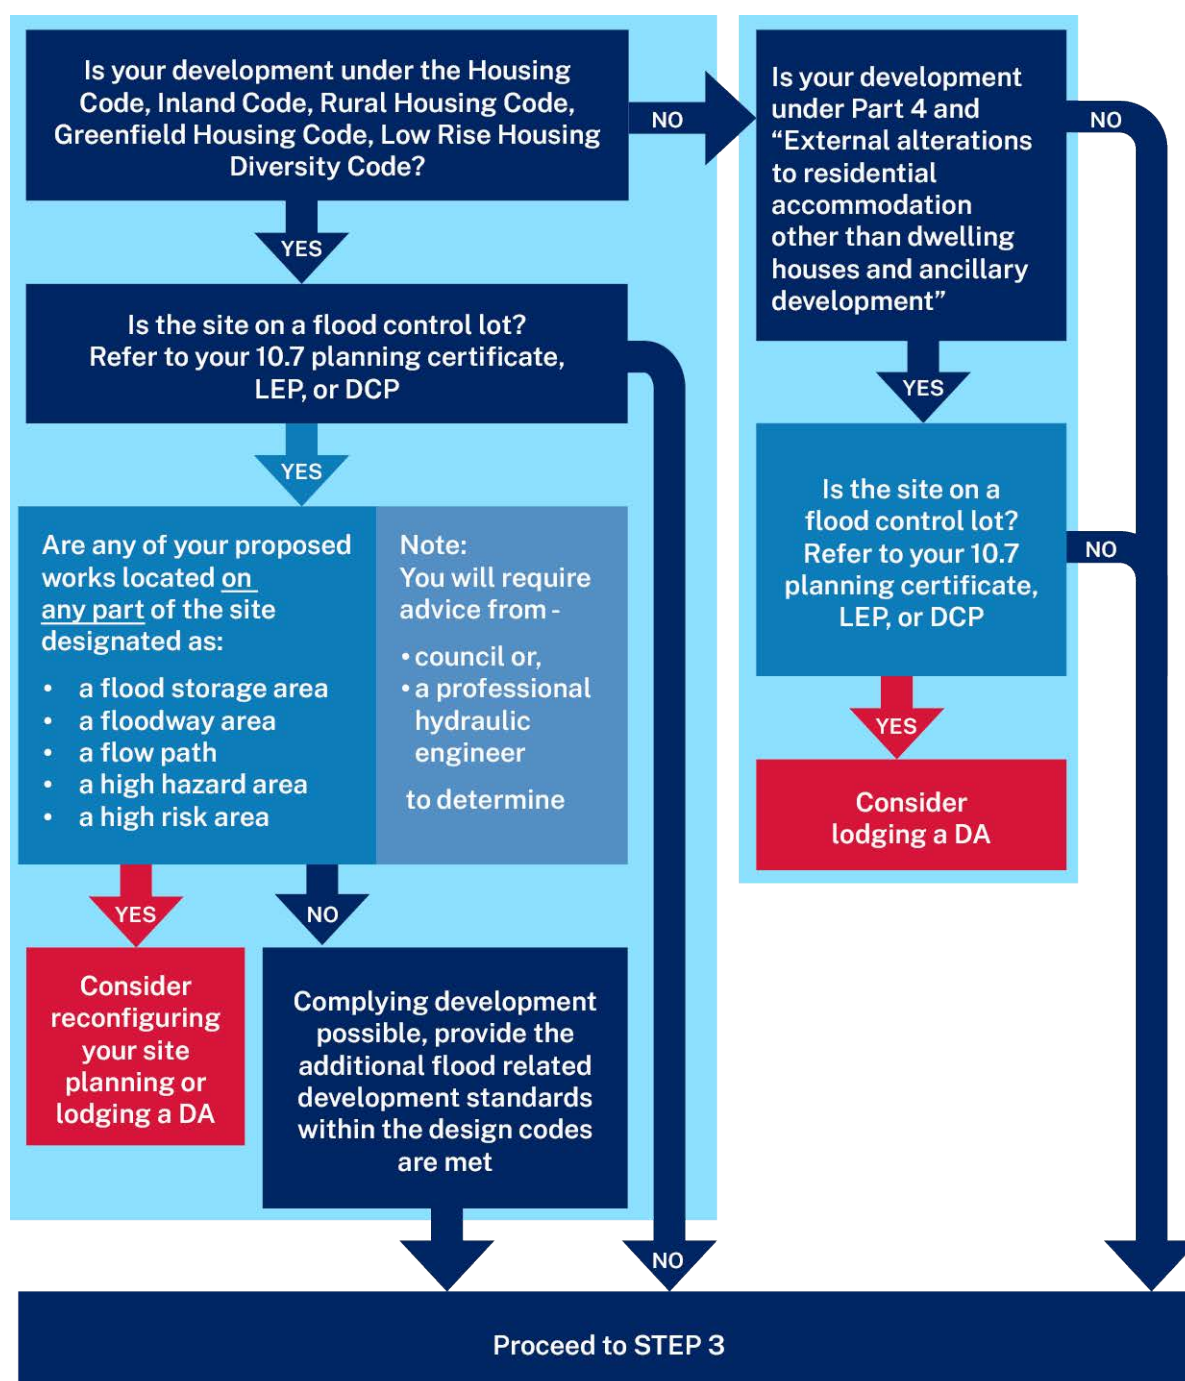 Is your development under the Housing
Code, Inland Code, Rural Housing Code,
Greenfield Housing Code, Low Rise Housing
Diversity Code?
NO
YES
Is the site on a flood control lot?
Refer to your 10.7 planning certificate,
LEP, or DCP
YES
Are any of your proposed
works located on
any part of the site
designated as:
• a flood storage area
• a floodway area
• a flow path
• a high hazard area
• a high risk area
Note:
You will require
advice from -
• council or,
• a professional
hydraulic
engineer
to determine
YES
NO
Consider
reconfiguring
your site
planning or
lodging a DA
Complying development
possible, provide the
additional flood related
development standards
within the design codes
are met
NO
Is your development
under Part 4 and
“External alterations
to residential
accommodation
other than dwelling
houses and ancillary
development”
NO
YES
Is the site on a
flood control lot?
Refer to your 10.7
planning certificate,
LEP, or DCP
NO
YES
Consider
lodging a DA
Proceed to STEP 3